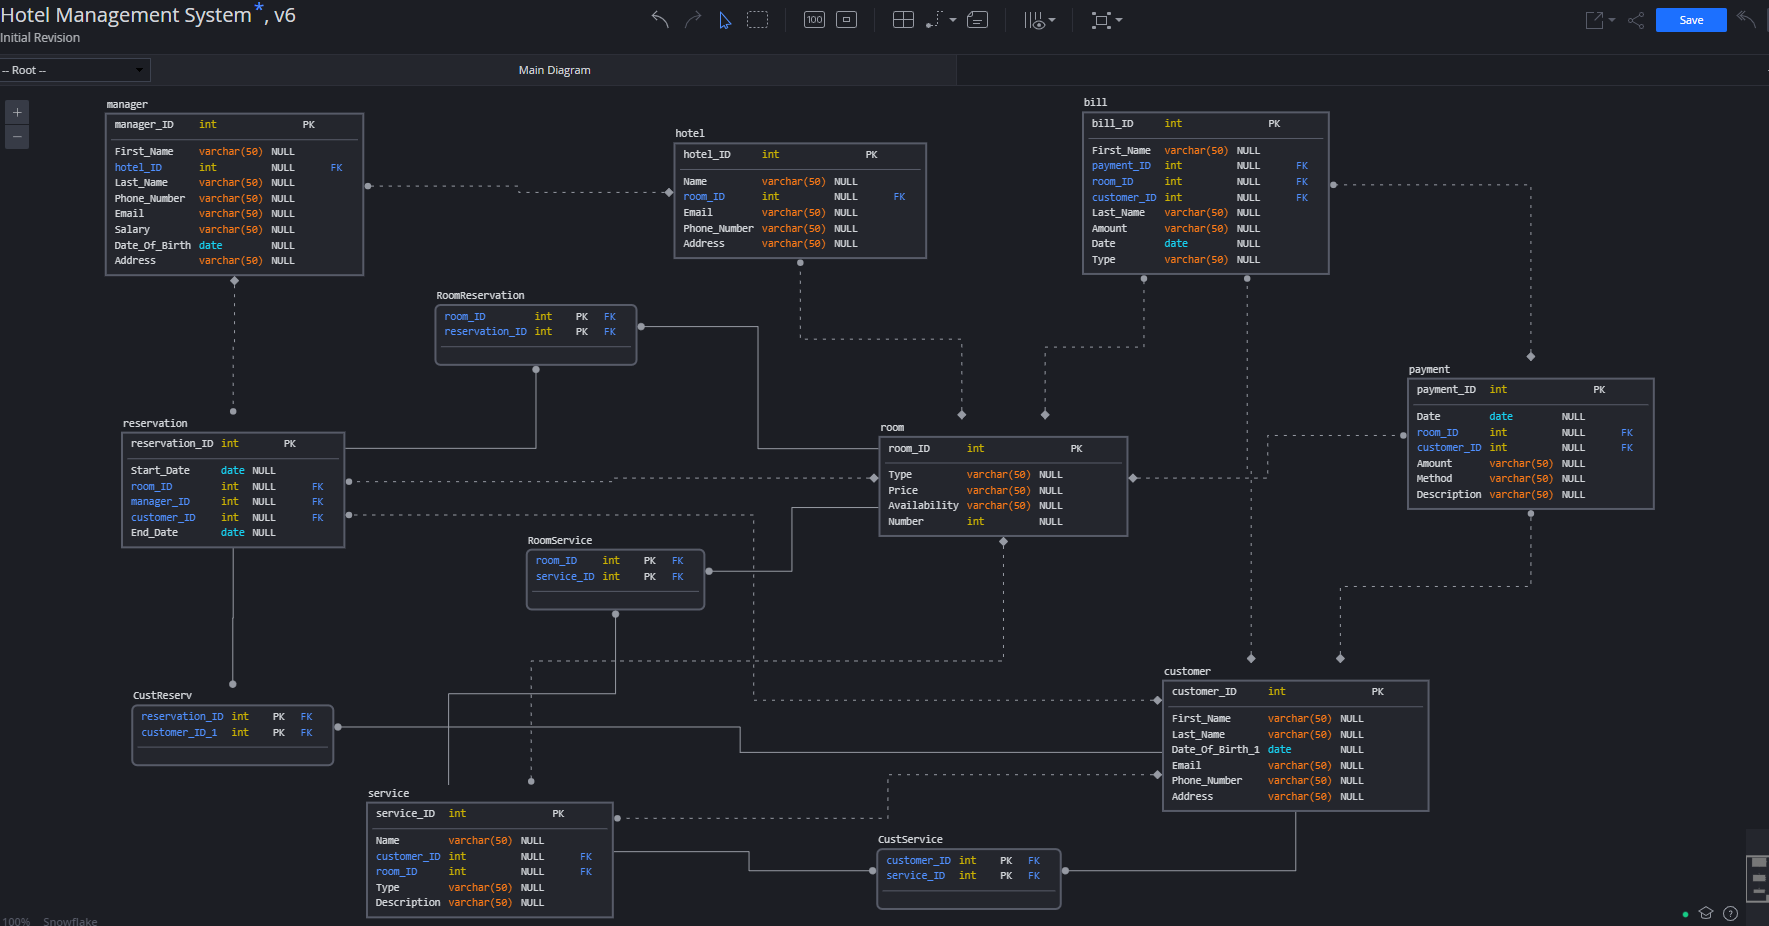 Hotel Management System*, v6
Initial Revision
100
Save
-- Root --
Main Diagram
manager
manager_ID int PK
First_Name varchar(50) NULL
hotel_ID int NULL FK
Last_Name varchar(50) NULL
Phone_Number varchar(50) NULL
Email varchar(50) NULL
Salary varchar(50) NULL
Date_Of_Birth date NULL
Address varchar(50) NULL
hotel
hotel_ID int PK
Name varchar(50) NULL
room_ID int NULL FK
Email varchar(50) NULL
Phone_Number varchar(50) NULL
Address varchar(50) NULL
bill
bill_ID int PK
First_Name varchar(50) NULL
payment_ID int NULL FK
room_ID int NULL FK
customer_ID int NULL FK
Last_Name varchar(50) NULL
Amount varchar(50) NULL
Date date NULL
Type varchar(50) NULL
RoomReservation
room_ID int PK FK
reservation_ID int PK FK
payment
payment_ID int PK
Date date NULL
room_ID int NULL FK
customer_ID int NULL FK
Amount varchar(50) NULL
Method varchar(50) NULL
Description varchar(50) NULL
reservation
reservation_ID int PK
Start_Date date NULL
room_ID int NULL FK
manager_ID int NULL FK
customer_ID int NULL FK
End_Date date NULL
room
room_ID int PK
Type varchar(50) NULL
Price varchar(50) NULL
Availability varchar(50) NULL
Number int NULL
RoomService
room_ID int PK FK
service_ID int PK FK
CustReserv
reservation_ID int PK FK
customer_ID_1 int PK FK
customer
customer_ID int PK
First_Name varchar(50) NULL
Last_Name varchar(50) NULL
Date_Of_Birth_1 date NULL
Email varchar(50) NULL
Phone_Number varchar(50) NULL
Address varchar(50) NULL
service
service_ID int PK
Name varchar(50) NULL
customer_ID int NULL FK
room_ID int NULL FK
Type varchar(50) NULL
Description varchar(50) NULL
CustService
customer_ID int PK FK
service_ID int PK FK
100% Snowflake